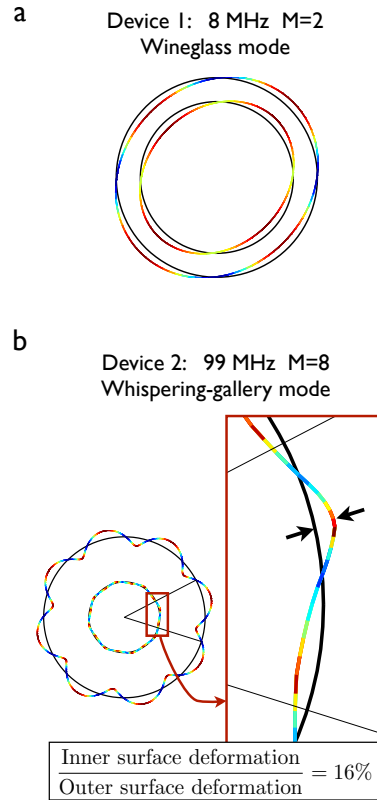 a
Device 1: 8 MHz M=2
Wineglass mode
b
Device 2: 99 MHz M=8
Whispering-gallery mode
Inner surface deformation
Outer surface deformation
= 16%